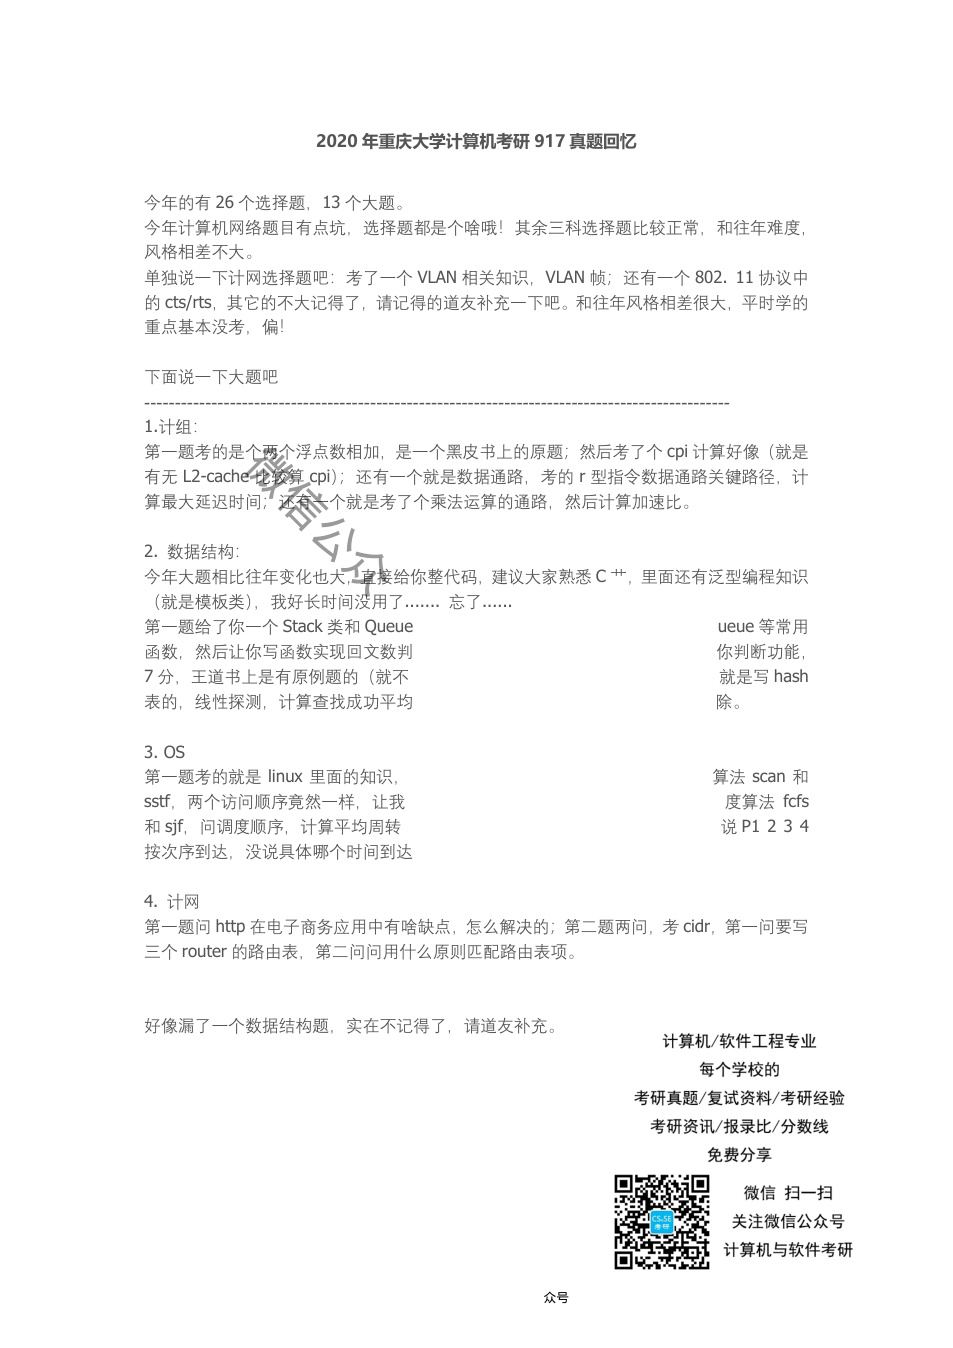 2020 年重庆大学计算机考研 917 真题回忆
今年的有 26 个选择题，13 个大题。
今年计算机网络题目有点坑，选择题都是个啥哦！其余三科选择题比较正常，和往年难度，
风格相差不大。
单独说一下计网选择题吧：考了一个 VLAN 相关知识，VLAN 帧；还有一个 802. 11 协议中
的 cts/rts，其它的不大记得了，请记得的道友补充一下吧。和往年风格相差很大，平时学的
重点基本没考，偏！
下面说一下大题吧
------------------------------------------------------------------------------------------------
1.计组：
第一题考的是个两个浮点数相加，是一个黑皮书上的原题；然后考了个 cpi 计算好像（就是
有无 L2-cache 比较算 cpi）；还有一个就是数据通路，考的 r 型指令数据通路关键路径，计
算最大延迟时间；还有一个就是考了个乘法运算的通路，然后计算加速比。
2. 数据结构：
今年大题相比往年变化也大，直接给你整代码，建议大家熟悉 C 艹，里面还有泛型编程知识
（就是模板类），我好长时间没用了....... 忘了......
第一题给了你一个 Stack 类和 Queue ueue 等常用
函数，然后让你写函数实现回文数判 你判断功能，
7 分，王道书上是有原例题的（就不 就是写 hash
表的，线性探测，计算查找成功平均 除。
3. OS
第一题考的就是 linux 里面的知识， 算法 scan 和
sstf，两个访问顺序竟然一样，让我 度算法 fcfs
和 sjf，问调度顺序，计算平均周转 说 P1 2 3 4
按次序到达，没说具体哪个时间到达
4. 计网
第一题问 http 在电子商务应用中有啥缺点，怎么解决的；第二题两问，考 cidr，第一问要写
三个 router 的路由表，第二问问用什么原则匹配路由表项。
好像漏了一个数据结构题，实在不记得了，请道友补充。
微信公众
计算机/软件工程专业
每个学校的
考研真题/复试资料/考研经验
考研资讯/报录比/分数线
免费分享
CS&SE
考研
微信 扫一扫
关注微信公众号
计算机与软件考研
众号